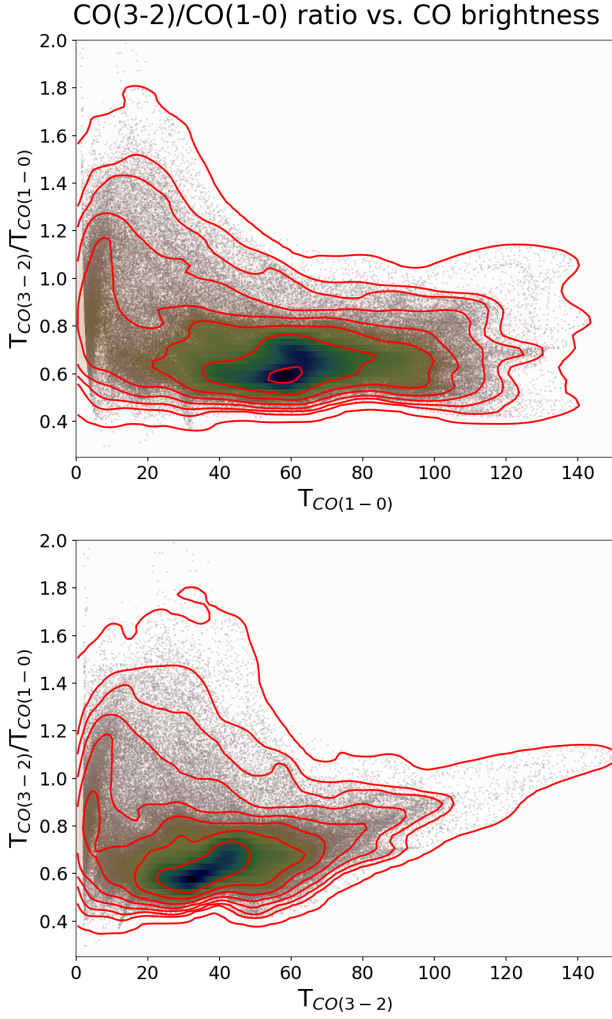 CO(3-2)/CO(1-0) ratio vs. CO brightness
T_{CO(3−2)}/T_{CO(1−0)}
2.0
1.8
1.6
1.4
1.2
1.0
0.8
0.6
0.4
0 20 40 60 80 100 120 140
T_{CO(1−0)}
T_{CO(3−2)}/T_{CO(1−0)}
2.0
1.8
1.6
1.4
1.2
1.0
0.8
0.6
0.4
0 20 40 60 80 100 120 140
T_{CO(3−2)}